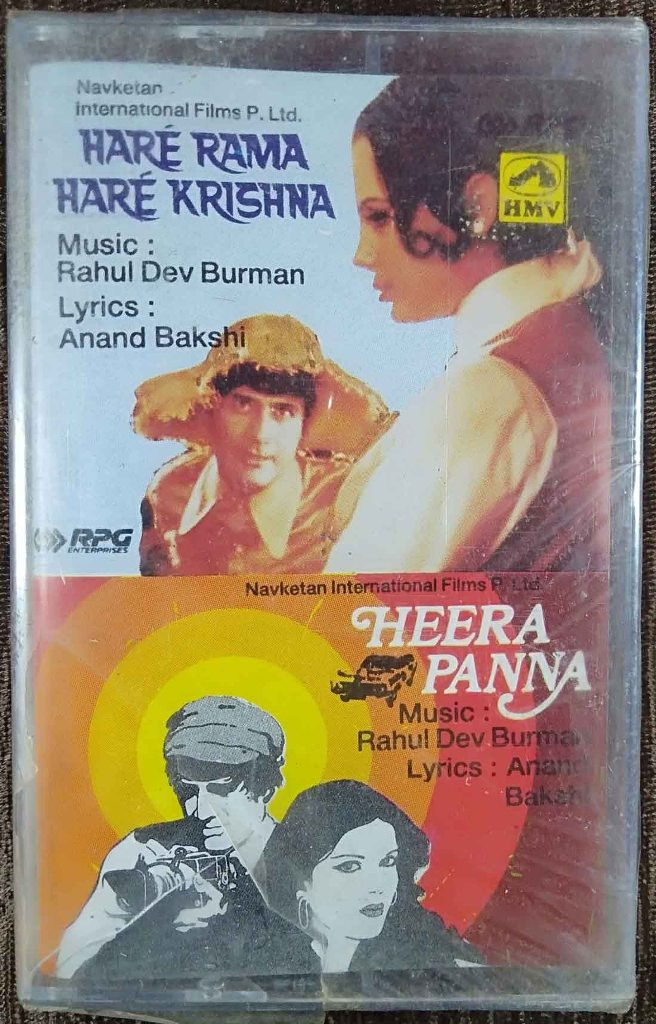 Navketan
International Films P. Ltd.
HARÉ RAMA
HARÉ KRISHNA
Music :
Rahul Dev Burman
Lyrics :
Anand Bakshi
RPG
HMV
RPG
ENTERPRISES
Navketan International Films P. Ltd.
HEERA
PANNA
Music :
Rahul Dev Burman
Lyrics : Anand
Bakshi